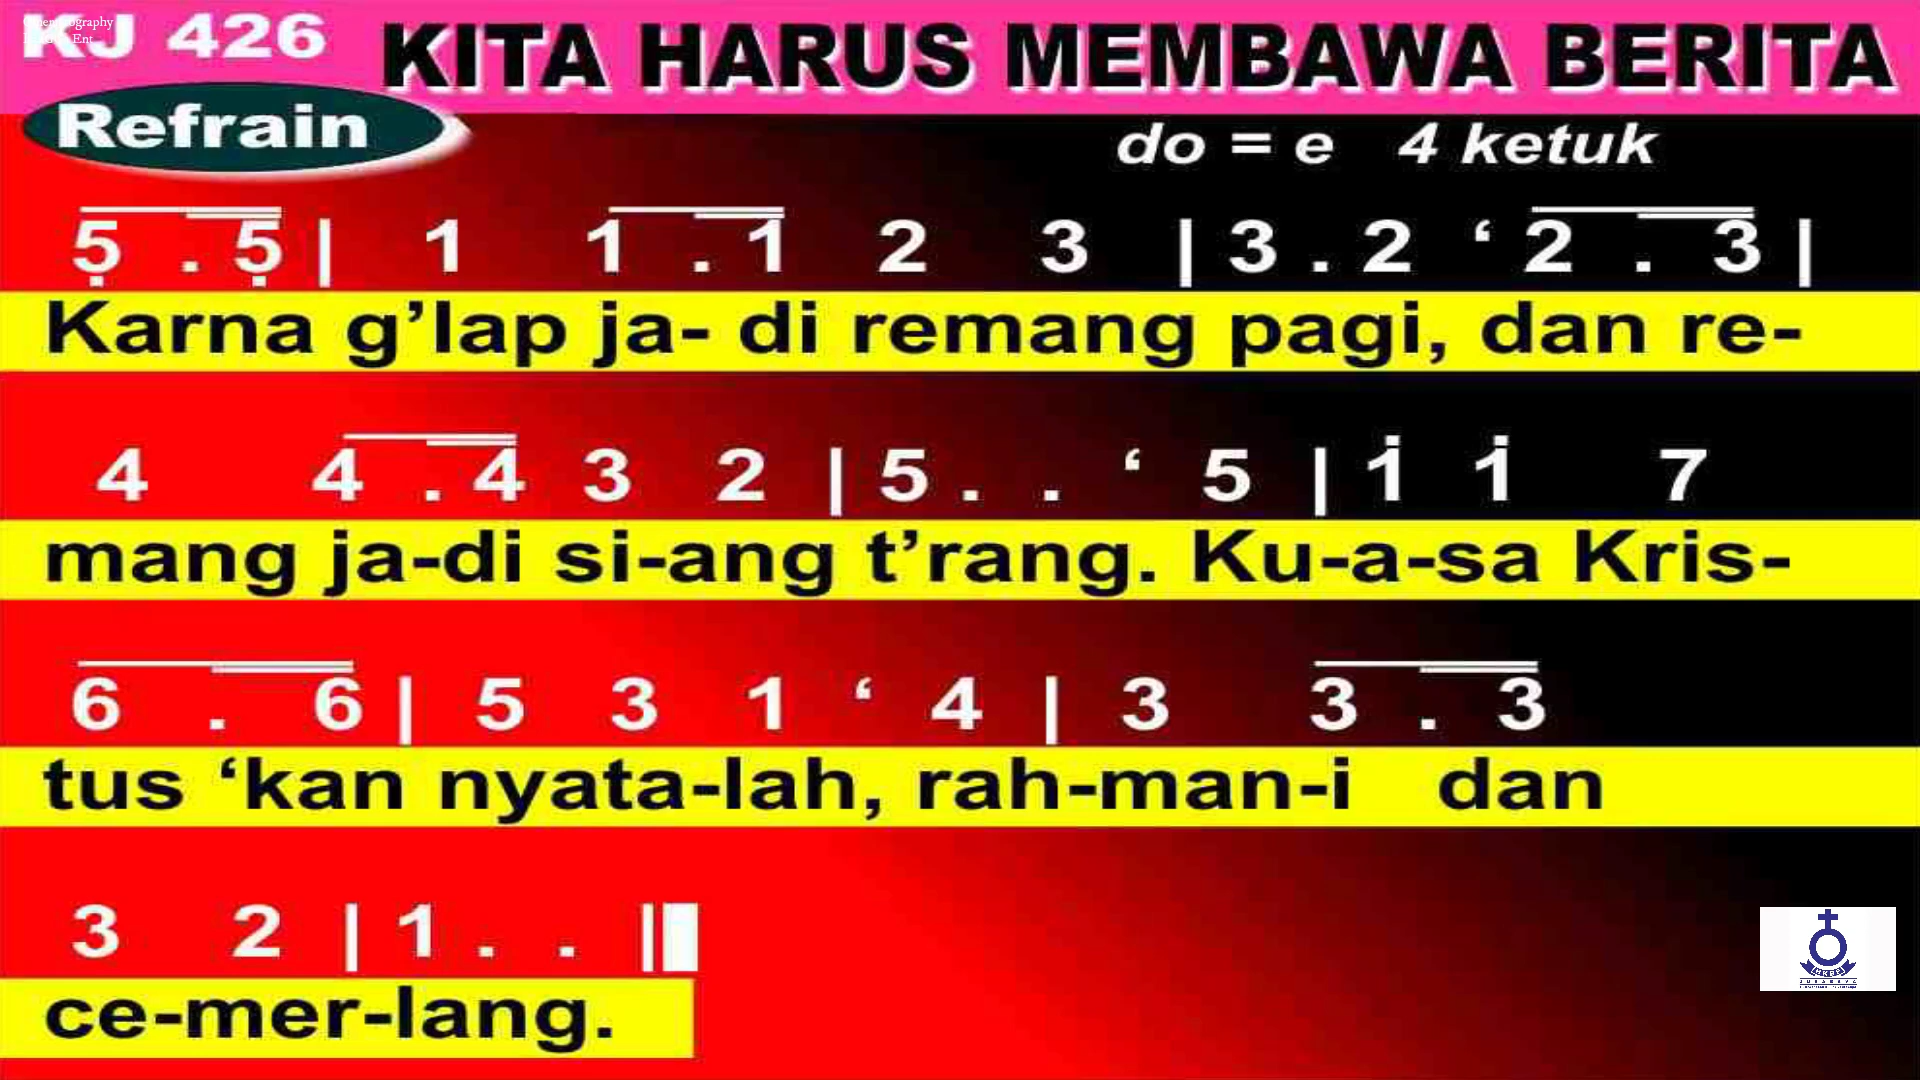 KJ 426 KITA HARUS MEMBAWA BERITA
Refrain
do = e 4 ketuk
5̣ . 5̣ | 1 1 . 1 2 3 | 3 . 2 ‘ 2 . 3 |
Karna g’lap ja- di remang pagi, dan re-
4 4 . 4 3 2 | 5 . . ‘ 5 | 1̇ 1̇ 7
mang ja-di si-ang t’rang. Ku-a-sa Kris-
6 . 6 | 5 3 1 ‘ 4 | 3 3 . 3
tus ‘kan nyata-lah, rah-man-i dan
3 2 | 1 . . ||
ce-mer-lang.
HKBP